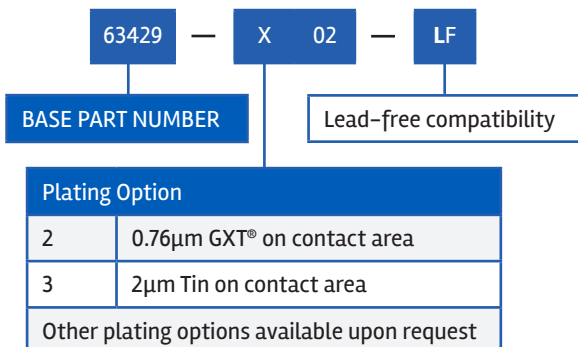 63429 — X 02 — LF
BASE PART NUMBER
Lead-free compatibility
Plating Option
2 0.76µm GXT® on contact area
3 2µm Tin on contact area
Other plating options available upon request